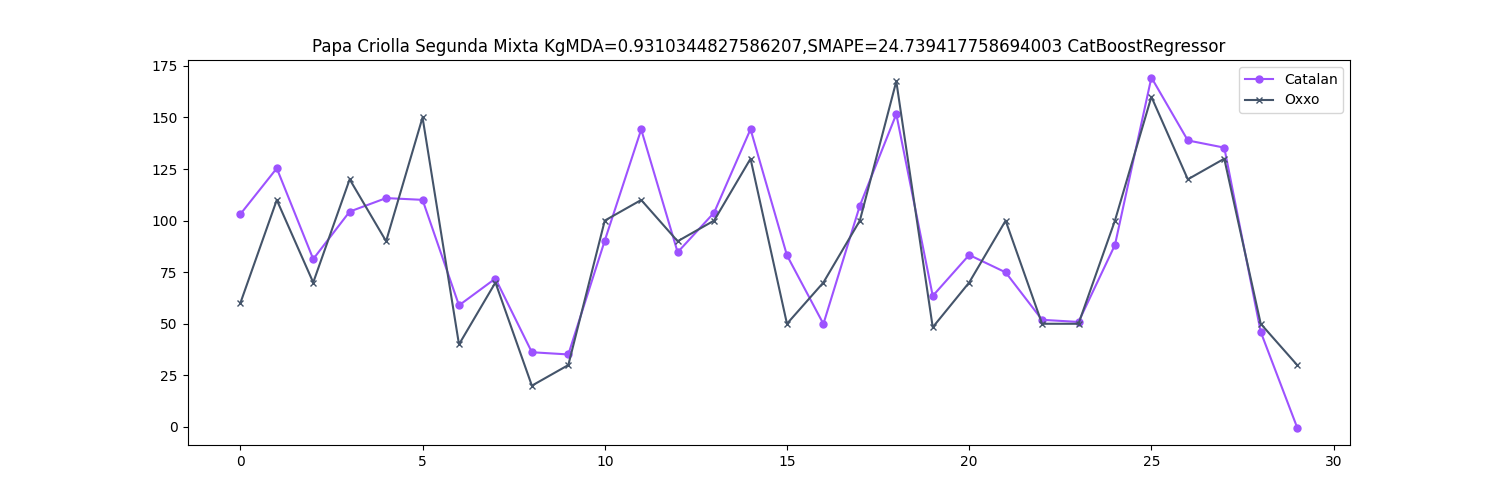 Papa Criolla Segunda Mixta KgMDA=0.9310344827586207,SMAPE=24.739417758694003 CatBoostRegressor
175
150
125
100
75
50
25
0
Catalan
Oxxo
0 5 10 15 20 25 30